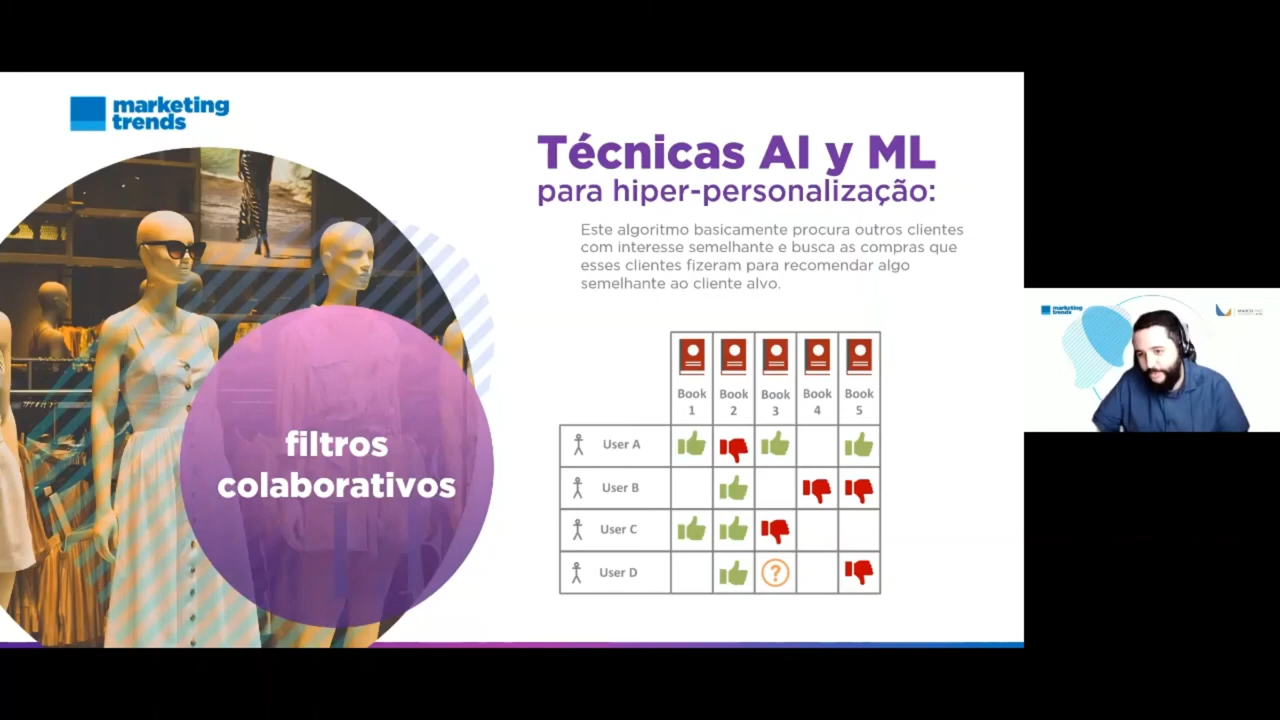 marketing
trends
Técnicas AI y ML
para hiper-personalização:
Este algoritmo basicamente procura outros clientes
com interesse semelhante e busca as compras que
esses clientes fizeram para recomendar algo
semelhante ao cliente alvo.
filtros
colaborativos
Book
1
Book
2
Book
3
Book
4
Book
5
User A
User B
User C
User D
?
marketing
trends